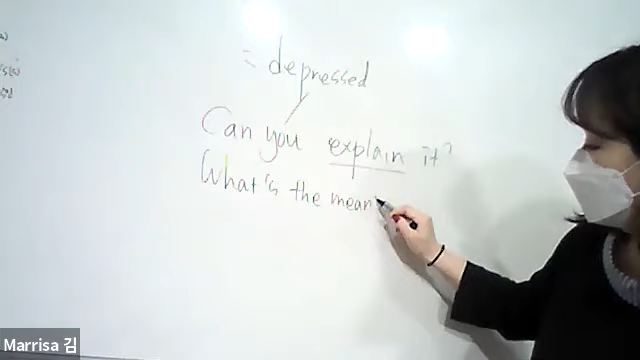 = depressed
Can you explain it?
What's the mean
Marrisa 김